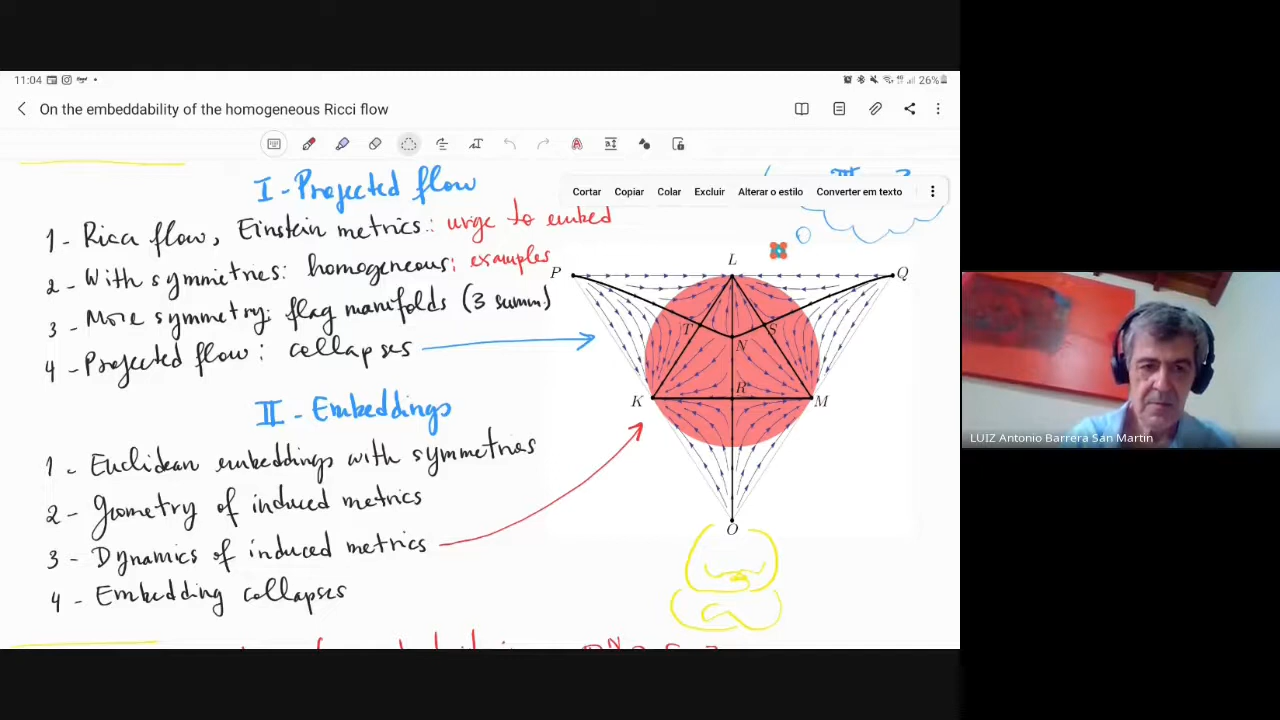 11:04 26%
On the embeddability of the homogeneous Ricci flow
Cortar Copiar Colar Excluir Alterar o estilo Converter em texto
I - Projected flow
1 - Ricci flow, Einstein metrics: urge to embed
2 - With symmetries: homogeneous: examples
3 - More symmetry: flag manifolds (3 summ)
4 - Projected flow: collapses
II - Embeddings
1 - Euclidean embeddings with symmetries
2 - Geometry of induced metrics
3 - Dynamics of induced metrics
4 - Embedding collapses
P L Q
T S
N
K R M
O
LUIZ Antonio Barrera San Martin